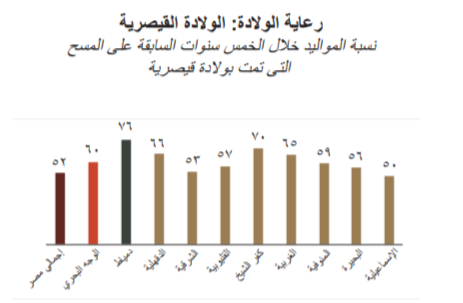 رعاية الولادة: الولادة القيصرية
نسبة المواليد خلال الخمس سنوات السابقة على المسح
التى تمت بولادة قيصرية
٥٢ ٦٠ ٧٦ ٦٦ ٥٣ ٥٧ ٧٠ ٦٥ ٥٩ ٥٦ ٥٠
إجمالي مصر
الوجه البحري
دمياط
الدقهلية
الشرقية
القليوبية
كفر الشيخ
الغربية
المنوفية
البحيرة
الإسماعيلية